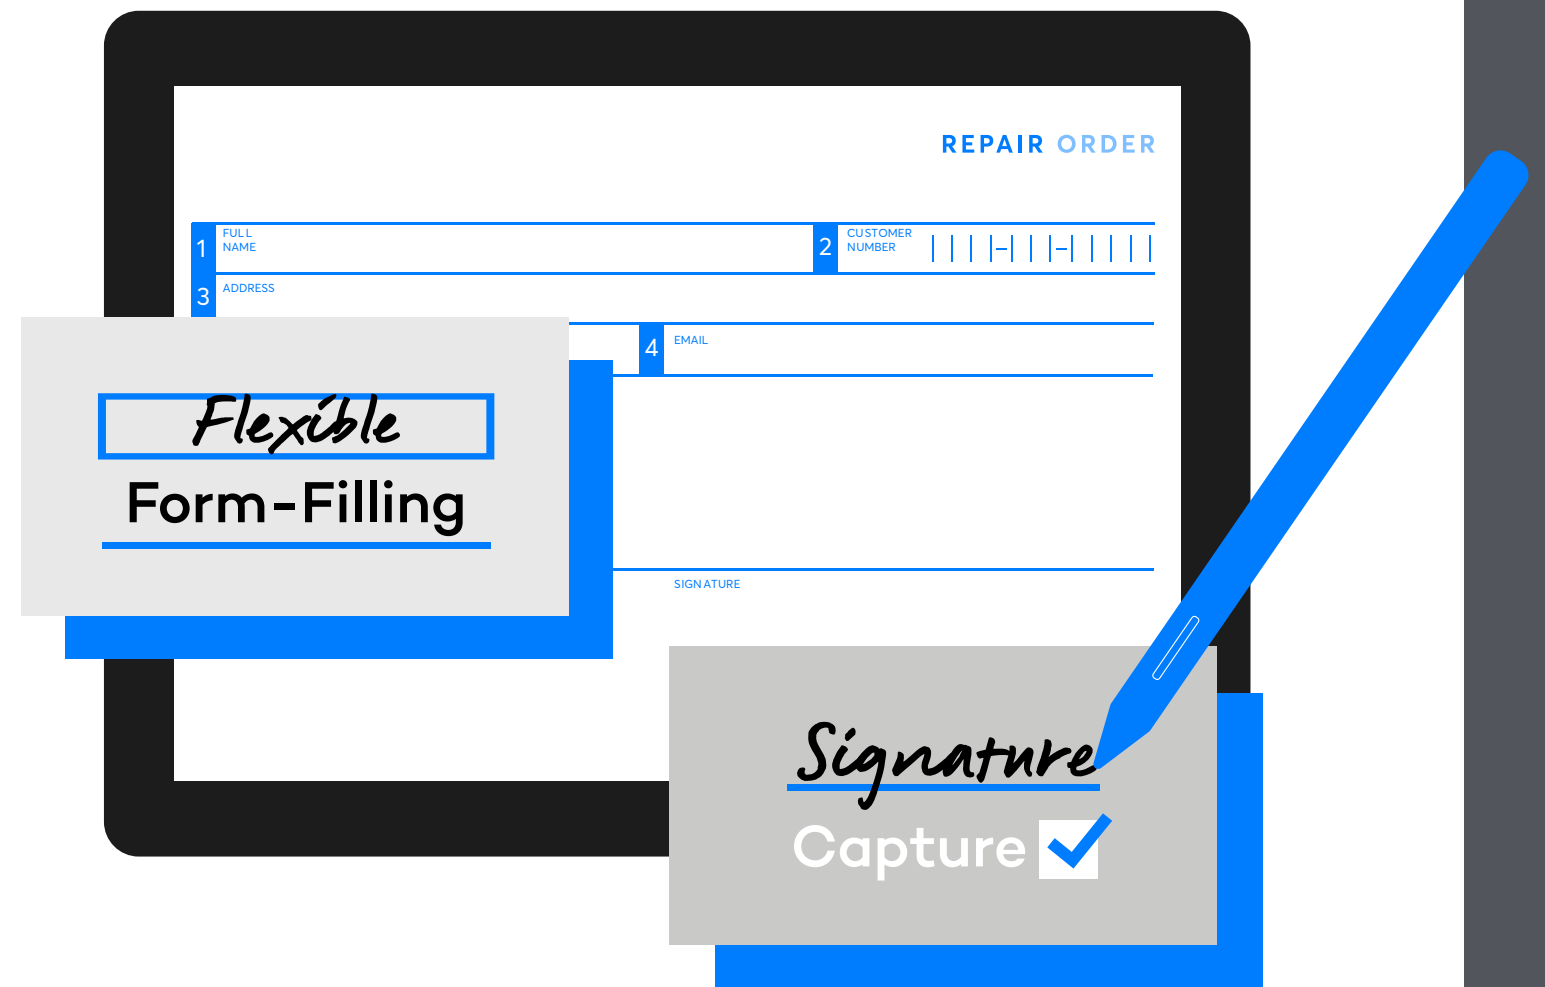 REPAIR ORDER
1 FULL NAME
2 CUSTOMER NUMBER
3 ADDRESS
4 EMAIL
Flexible
Form-Filling
SIGNATURE
Signature
Capture